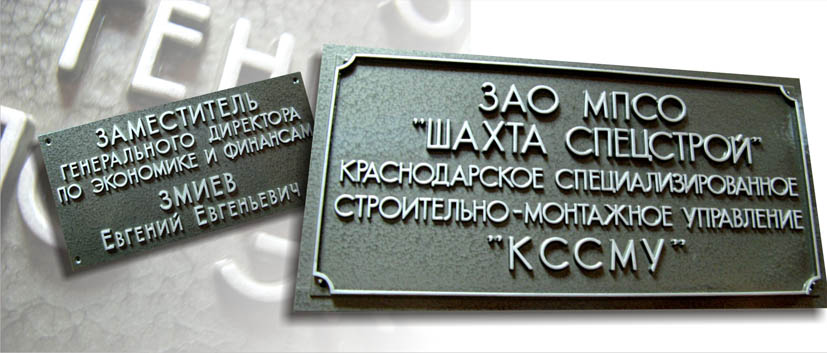 ЗАМЕСТИТЕЛЬ
ГЕНЕРАЛЬНОГО ДИРЕКТОРА
ПО ЭКОНОМИКЕ И ФИНАНСАМ
ЗМИЕВ
Евгений Евгеньевич
ЗАО МПСО
"ШАХТА СПЕЦСТРОЙ"
КРАСНОДАРСКОЕ СПЕЦИАЛИЗИРОВАННОЕ
СТРОИТЕЛЬНО-МОНТАЖНОЕ УПРАВЛЕНИЕ
"КССМУ"